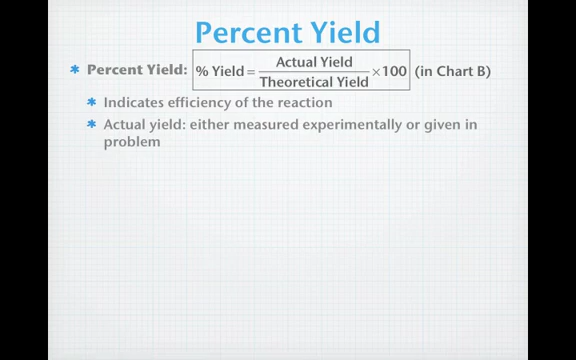 Percent Yield
* Percent Yield: % Yield = Actual Yield / Theoretical Yield ×100 (in Chart B)
* Indicates efficiency of the reaction
* Actual yield: either measured experimentally or given in
problem